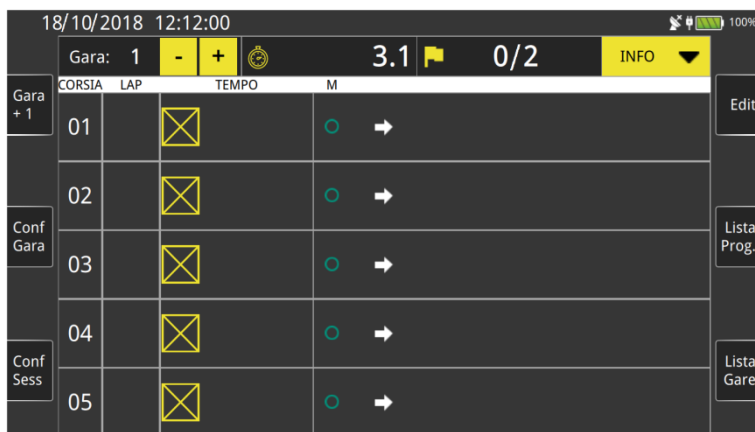 18/10/2018 12:12:00 100%
Gara: 1 - + 3.1 0/2 INFO
CORSIA LAP TEMPO M
Gara
+ 1
Edit
01
02
Conf
Gara
Lista
Prog.
03
04
Conf
Sess
Lista
Gare
05